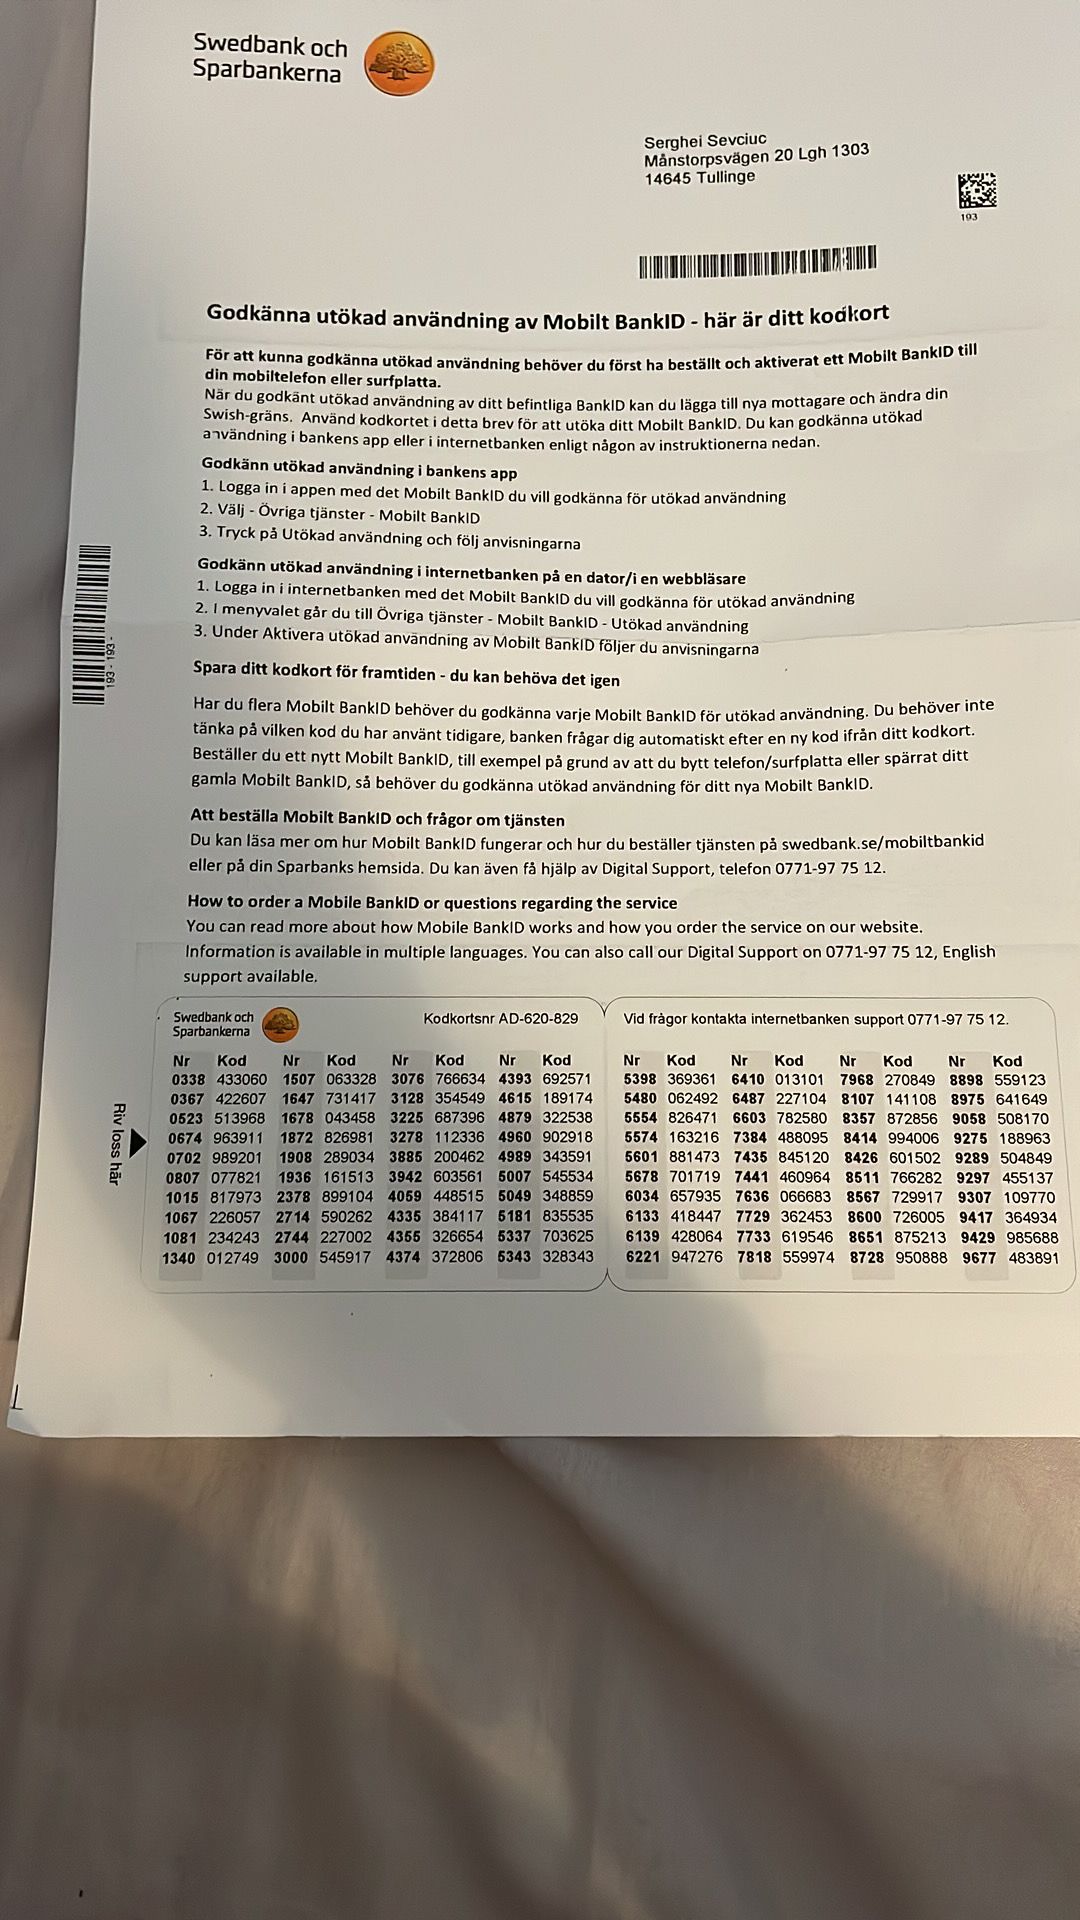 Swedbank och
Sparbankerna
Serghei Sevciuc
Månstorpsvägen 20 Lgh 1303
14645 Tullinge
193
Godkänna utökad användning av Mobilt BankID - här är ditt kodkort
För att kunna godkänna utökad användning behöver du först ha beställt och aktiverat ett Mobilt BankID till
din mobiltelefon eller surfplatta.
När du godkänt utökad användning av ditt befintliga BankID kan du lägga till nya mottagare och ändra din
Swish-gräns. Använd kodkortet i detta brev för att utöka ditt Mobilt BankID. Du kan godkänna utökad
användning i bankens app eller i internetbanken enligt någon av instruktionerna nedan.
Godkänn utökad användning i bankens app
1. Logga in i appen med det Mobilt BankID du vill godkänna för utökad användning
2. Välj - Övriga tjänster - Mobilt BankID
3. Tryck på Utökad användning och följ anvisningarna
Godkänn utökad användning i internetbanken på en dator/i en webbläsare
1. Logga in i internetbanken med det Mobilt BankID du vill godkänna för utökad användning
2. I menyvalet går du till Övriga tjänster - Mobilt BankID - Utökad användning
3. Under Aktivera utökad användning av Mobilt BankID följer du anvisningarna
193 - 193 -
Spara ditt kodkort för framtiden - du kan behöva det igen
Har du flera Mobilt BankID behöver du godkänna varje Mobilt BankID för utökad användning. Du behöver inte
tänka på vilken kod du har använt tidigare, banken frågar dig automatiskt efter en ny kod ifrån ditt kodkort.
Beställer du ett nytt Mobilt BankID, till exempel på grund av att du bytt telefon/surfplatta eller spärrat ditt
gamla Mobilt BankID, så behöver du godkänna utökad användning för ditt nya Mobilt BankID.
Att beställa Mobilt BankID och frågor om tjänsten
Du kan läsa mer om hur Mobilt BankID fungerar och hur du beställer tjänsten på swedbank.se/mobiltbankid
eller på din Sparbanks hemsida. Du kan även få hjälp av Digital Support, telefon 0771-97 75 12.
How to order a Mobile BankID or questions regarding the service
You can read more about how Mobile BankID works and how you order the service on our website.
Information is available in multiple languages. You can also call our Digital Support on 0771-97 75 12, English
support available.
Swedbank och
Sparbankerna
Kodkortsnr AD-620-829
Vid frågor kontakta internetbanken support 0771-97 75 12.
Riv loss här
Nr Kod Nr Kod Nr Kod Nr Kod Nr Kod Nr Kod Nr Kod Nr Kod
0338 433060 1507 063328 3076 766634 4393 692571 5398 369361 6410 013101 7968 270849 8898 559123
0367 422607 1647 731417 3128 354549 4615 189174 5480 062492 6487 227104 8107 141108 8975 641649
0523 513968 1678 043458 3225 687396 4879 322538 5554 826471 6603 782580 8357 872856 9058 508170
0674 963911 1872 826981 3278 112336 4960 902918 5574 163216 7384 488095 8414 994006 9275 188963
0702 989201 1908 289034 3885 200462 4989 343591 5601 881473 7435 845120 8426 601502 9289 504849
0807 077821 1936 161513 3942 603561 5007 545534 5678 701719 7441 460964 8511 766282 9297 455137
1015 817973 2378 899104 4059 448515 5049 348859 6034 657935 7636 066683 8567 729917 9307 109770
1067 226057 2714 590262 4335 384117 5181 835535 6133 418447 7729 362453 8600 726005 9417 364934
1081 234243 2744 227002 4355 326654 5337 703625 6139 428064 7733 619546 8651 875213 9429 985688
1340 012749 3000 545917 4374 372806 5343 328343 6221 947276 7818 559974 8728 950888 9677 483891